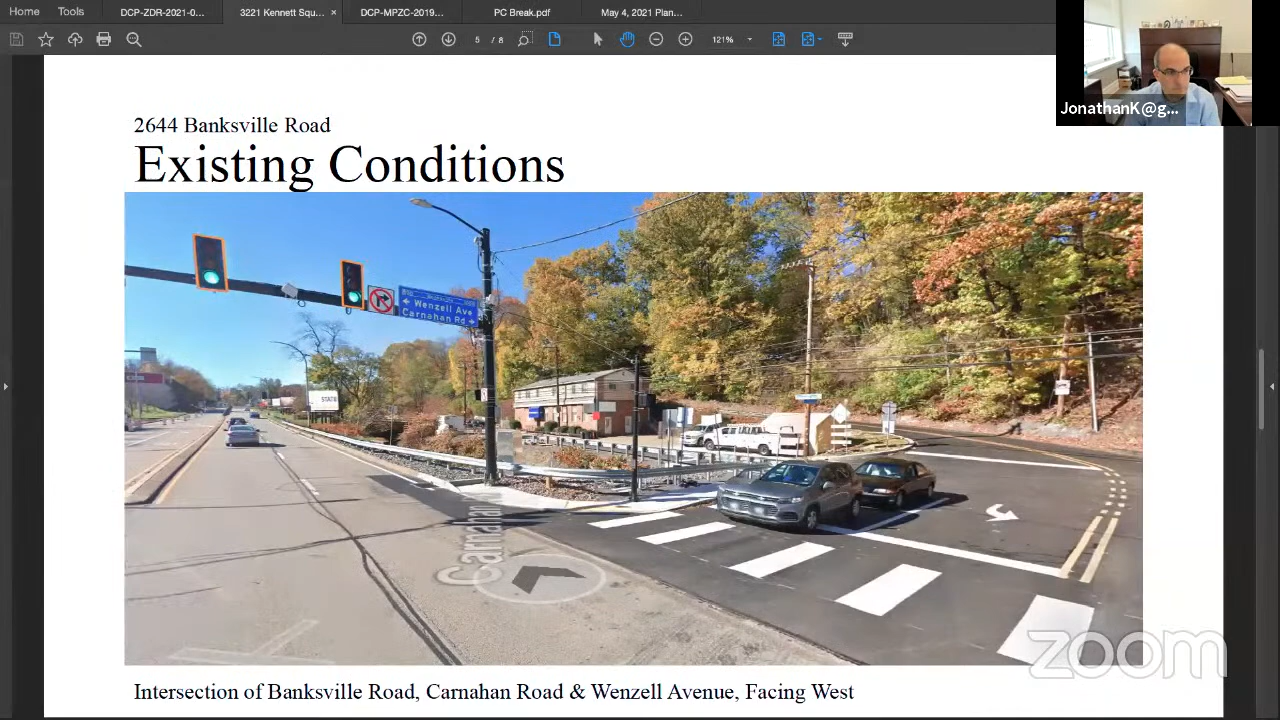 Home Tools DCP-ZDR-2021-0... 3221 Kennett Squ... × DCP-MPZC-2019... PC Break.pdf May 4, 2021 Plan...
5 / 8 121%
JonathanK@g...
2644 Banksville Road
Existing Conditions
Wenzell Ave
Carnahan Rd
STATE
Carnahan
zoom
Intersection of Banksville Road, Carnahan Road & Wenzell Avenue, Facing West